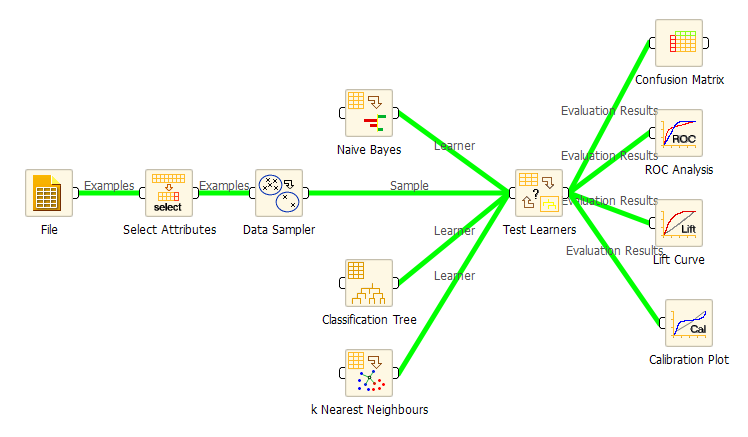 Confusion Matrix
Evaluation Results
ROC
ROC Analysis
Evaluation Results
Naive Bayes
Learner
Examples
Examples
Sample
?
select
File
Select Attributes
Data Sampler
Test Learners
Evaluation Results
Lift
Lift Curve
Learner
Evaluation Results
Learner
Classification Tree
Cal
Calibration Plot
k Nearest Neighbours